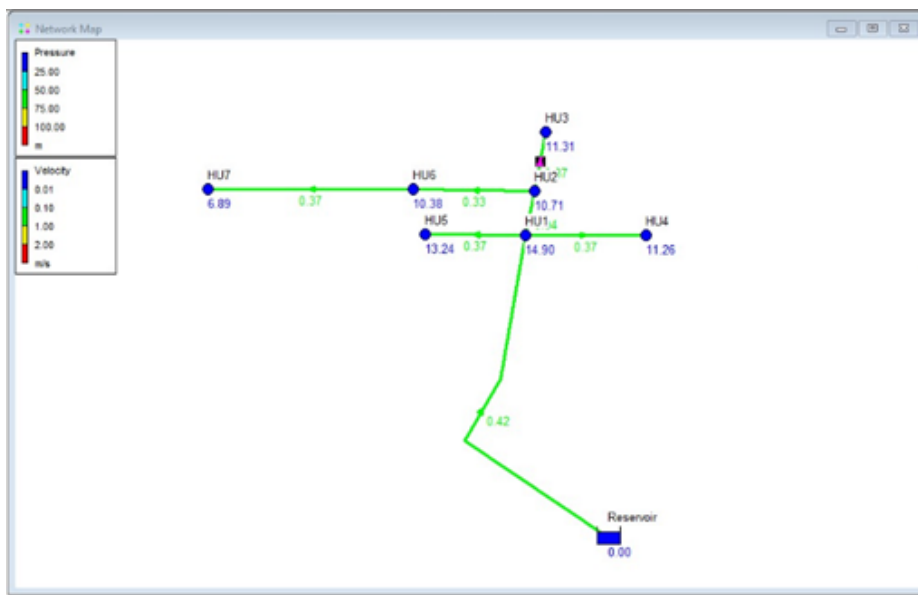 Network Map
Pressure
25.00
50.00
75.00
100.00
m
Velocity
0.01
0.10
1.00
2.00
m/s
HU3
11.31
HU7
HU6
HU2
6.89
0.37
10.38
0.33
10.71
HU5
HU1
HU4
13.24
0.37
14.90
0.37
11.26
0.42
Reservoir
0.00